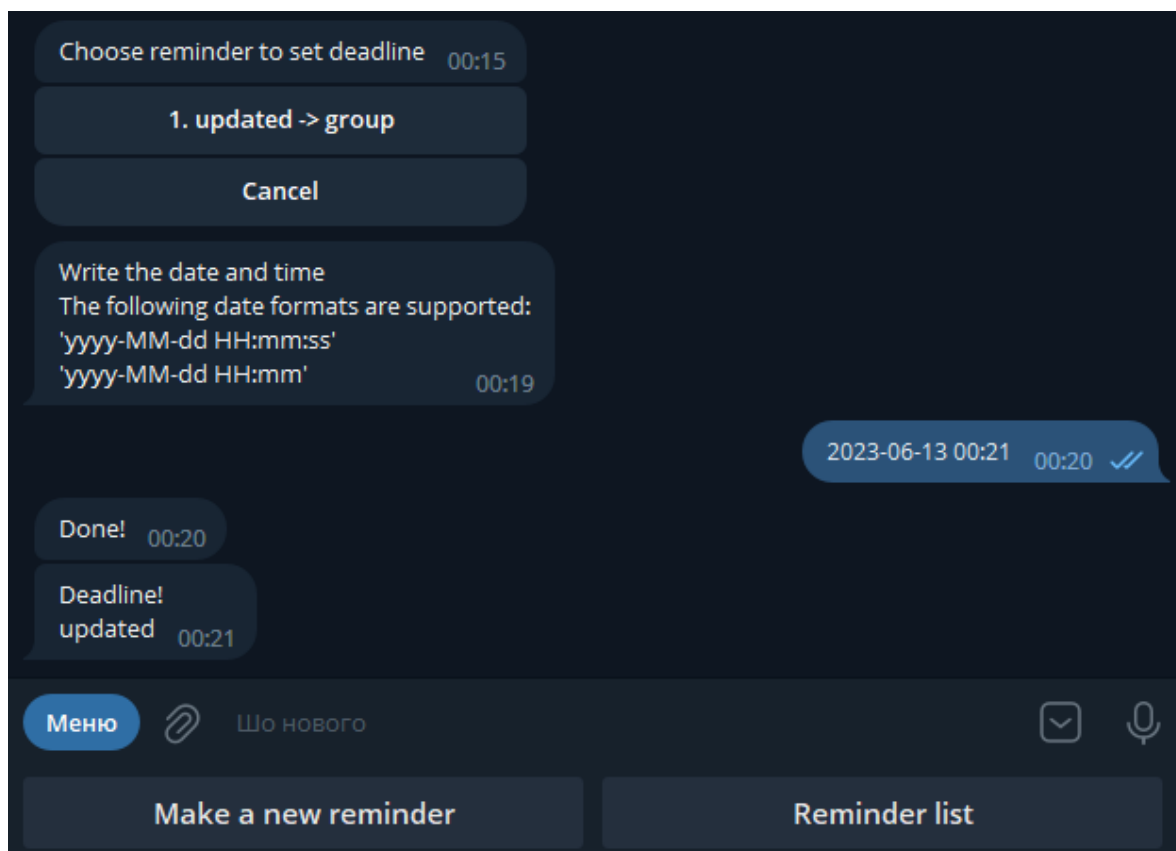 Choose reminder to set deadline 00:15
1. updated -> group
Cancel
Write the date and time
The following date formats are supported:
'yyyy-MM-dd HH:mm:ss'
'yyyy-MM-dd HH:mm' 00:19
2023-06-13 00:21 00:20
Done! 00:20
Deadline!
updated 00:21
Меню Шо нового
Make a new reminder Reminder list